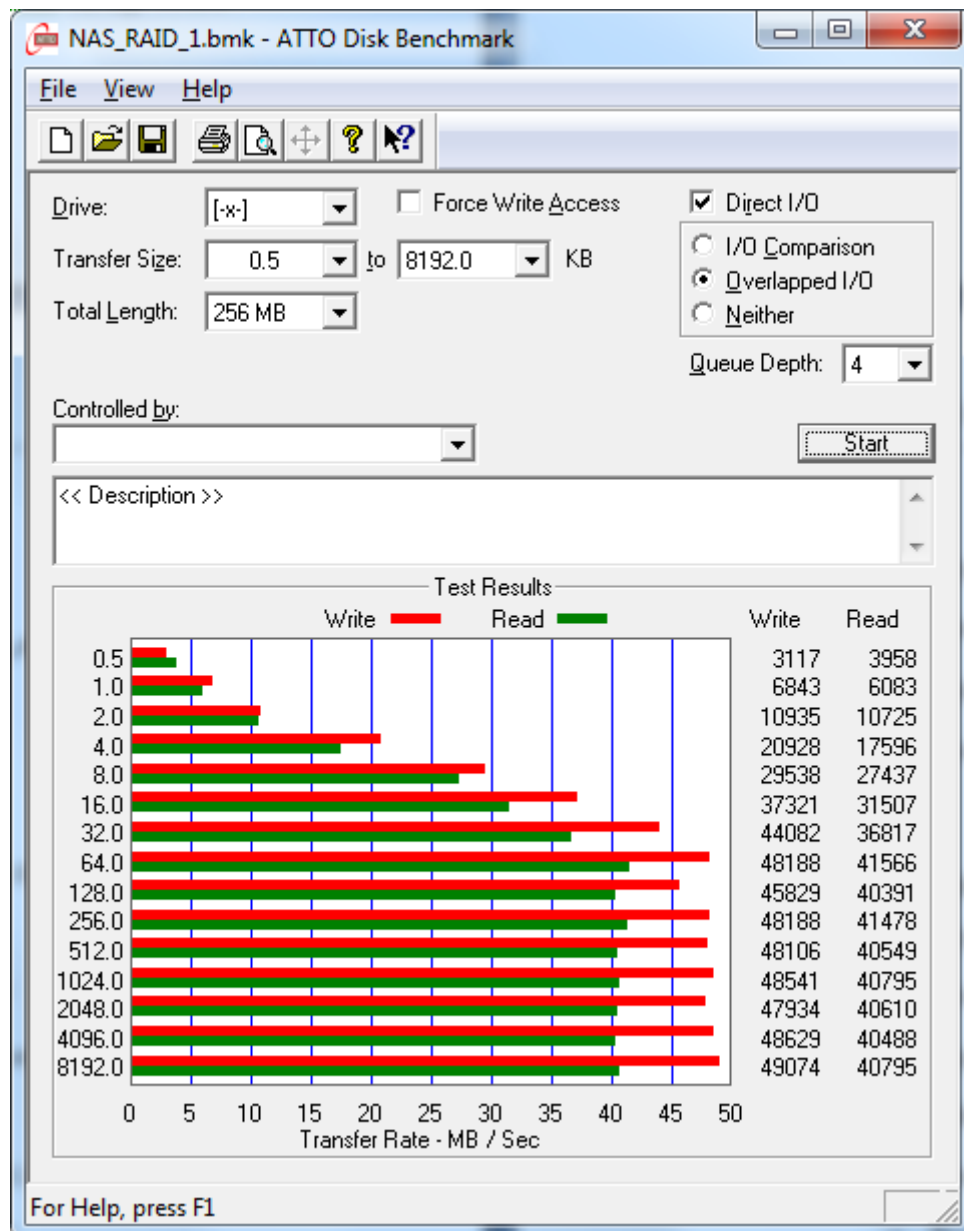 NAS_RAID_1.bmk - ATTO Disk Benchmark
File View Help
Drive: [-x-] Force Write Access Direct I/O
Transfer Size: 0.5 to 8192.0 KB I/O Comparison
Overlapped I/O
Total Length: 256 MB Neither
Queue Depth: 4
Controlled by:
Start
<< Description >>
Test Results
Write Read Write Read
0.5 3117 3958
1.0 6843 6083
2.0 10935 10725
4.0 20928 17596
8.0 29538 27437
16.0 37321 31507
32.0 44082 36817
64.0 48188 41566
128.0 45829 40391
256.0 48188 41478
512.0 48106 40549
1024.0 48541 40795
2048.0 47934 40610
4096.0 48629 40488
8192.0 49074 40795
0 5 10 15 20 25 30 35 40 45 50
Transfer Rate - MB / Sec
For Help, press F1